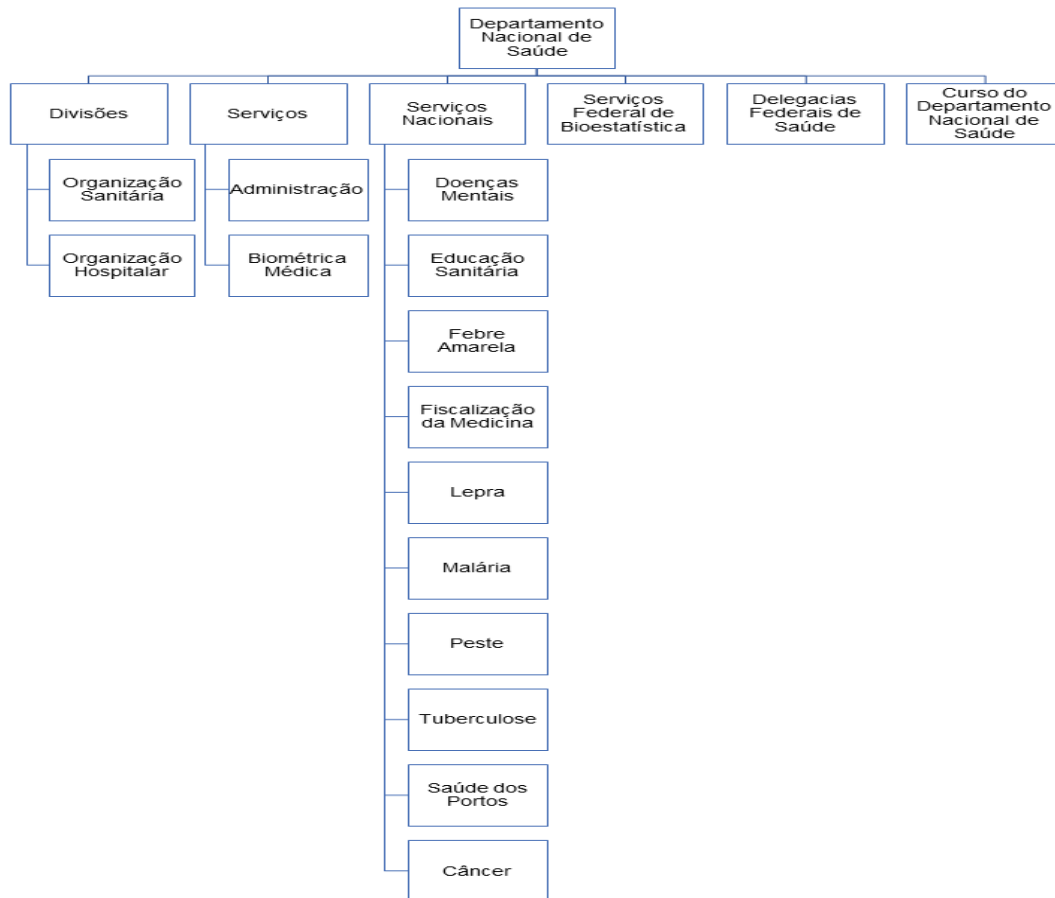 Departamento
Nacional de
Saúde
Divisões
Serviços
Serviços
Nacionais
Serviços
Federal de
Bioestatística
Delegacias
Federais de
Saúde
Curso do
Departamento
Nacional de
Saúde
Organização
Sanitária
Organização
Hospitalar
Administração
Biométrica
Médica
Doenças
Mentais
Educação
Sanitária
Febre
Amarela
Fiscalização
da Medicina
Lepra
Malária
Peste
Tuberculose
Saúde dos
Portos
Câncer